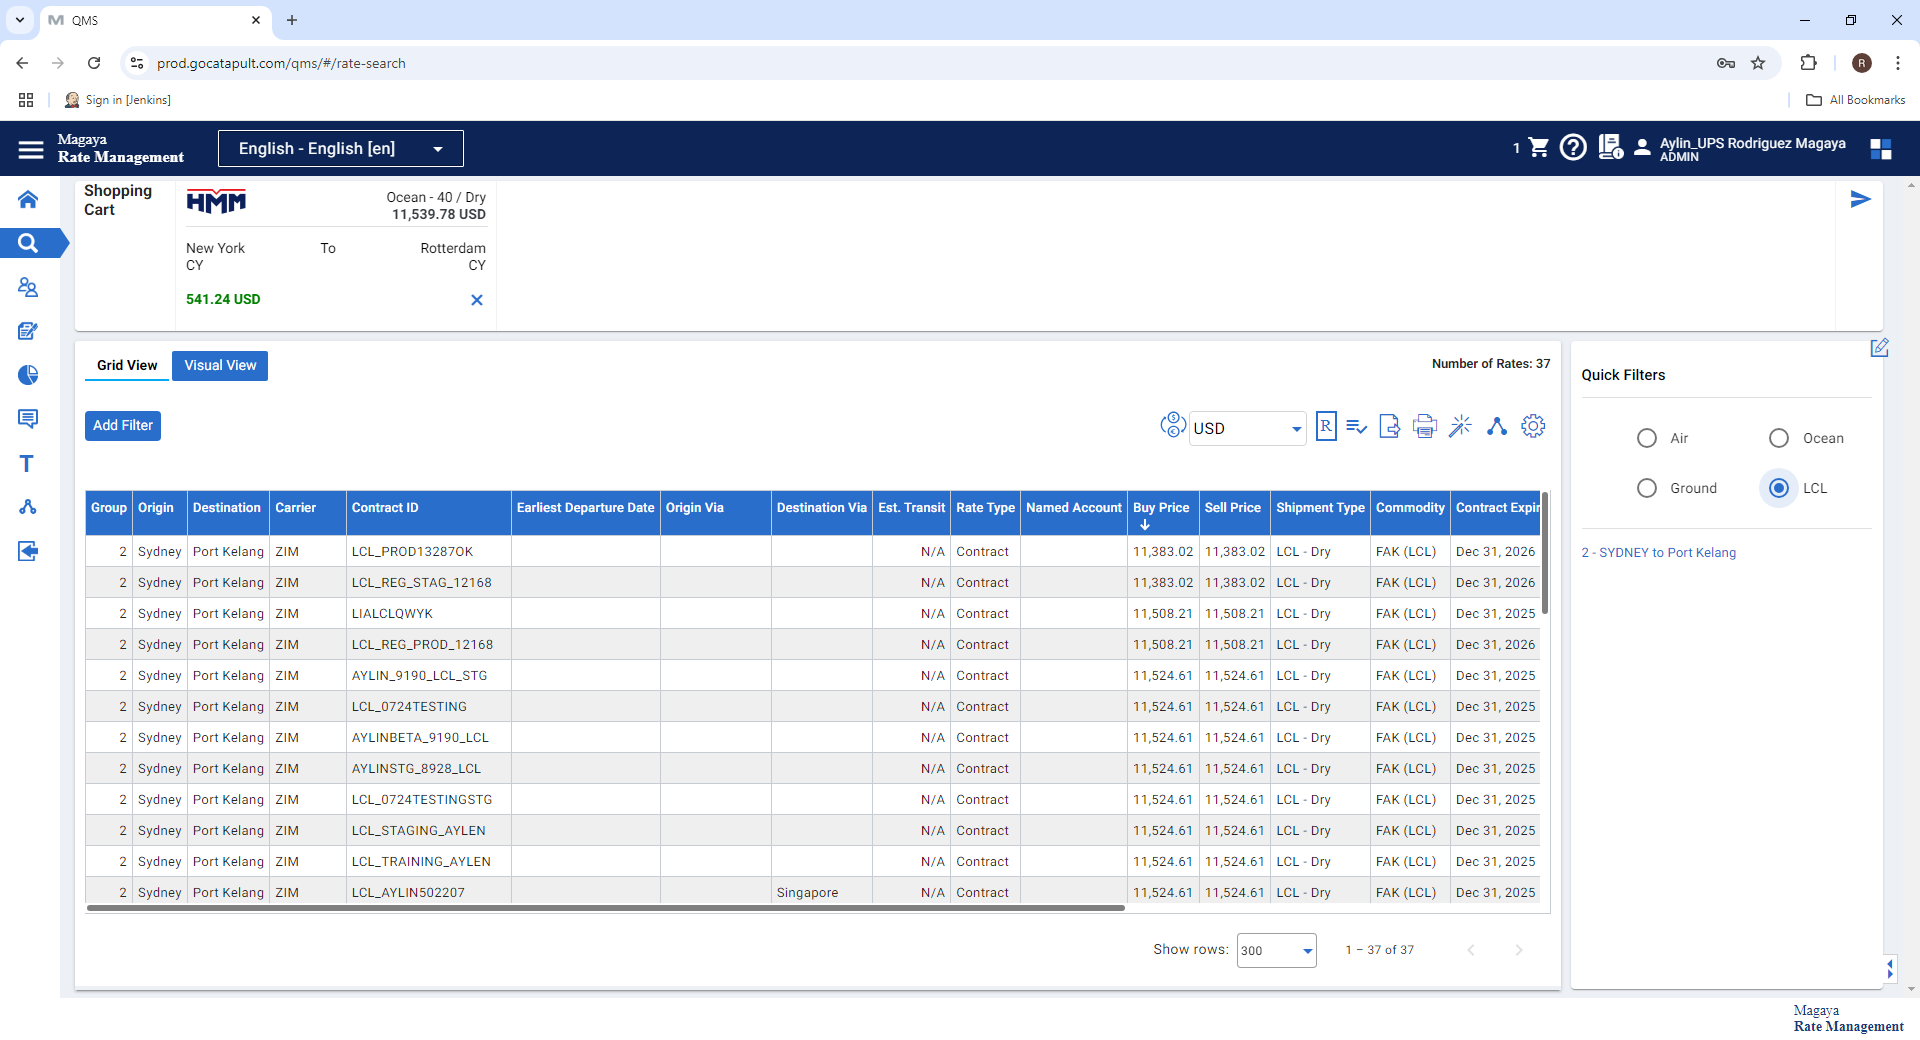 QMS
prod.gocatapult.com/qms/#/rate-search
R
Sign in [Jenkins]
All Bookmarks
Magaya
Rate Management
English - English [en]
1
Aylin_UPS Rodriguez Magaya
ADMIN
Shopping
Cart
HMM
Ocean - 40 / Dry
11,539.78 USD
New York To Rotterdam
CY CY
541.24 USD
Grid View Visual View Number of Rates: 37
Add Filter
USD
R
Group Origin Destination Carrier Contract ID Earliest Departure Date Origin Via Destination Via Est. Transit Rate Type Named Account Buy Price Sell Price Shipment Type Commodity Contract Expir
2 Sydney Port Kelang ZIM LCL_PROD13287OK N/A Contract 11,383.02 11,383.02 LCL - Dry FAK (LCL) Dec 31, 2026
2 Sydney Port Kelang ZIM LCL_REG_STAG_12168 N/A Contract 11,383.02 11,383.02 LCL - Dry FAK (LCL) Dec 31, 2026
2 Sydney Port Kelang ZIM LIALCLQWYK N/A Contract 11,508.21 11,508.21 LCL - Dry FAK (LCL) Dec 31, 2025
2 Sydney Port Kelang ZIM LCL_REG_PROD_12168 N/A Contract 11,508.21 11,508.21 LCL - Dry FAK (LCL) Dec 31, 2026
2 Sydney Port Kelang ZIM AYLIN_9190_LCL_STG N/A Contract 11,524.61 11,524.61 LCL - Dry FAK (LCL) Dec 31, 2025
2 Sydney Port Kelang ZIM LCL_0724TESTING N/A Contract 11,524.61 11,524.61 LCL - Dry FAK (LCL) Dec 31, 2025
2 Sydney Port Kelang ZIM AYLINBETA_9190_LCL N/A Contract 11,524.61 11,524.61 LCL - Dry FAK (LCL) Dec 31, 2025
2 Sydney Port Kelang ZIM AYLINSTG_8928_LCL N/A Contract 11,524.61 11,524.61 LCL - Dry FAK (LCL) Dec 31, 2025
2 Sydney Port Kelang ZIM LCL_0724TESTINGSTG N/A Contract 11,524.61 11,524.61 LCL - Dry FAK (LCL) Dec 31, 2025
2 Sydney Port Kelang ZIM LCL_STAGING_AYLEN N/A Contract 11,524.61 11,524.61 LCL - Dry FAK (LCL) Dec 31, 2025
2 Sydney Port Kelang ZIM LCL_TRAINING_AYLEN N/A Contract 11,524.61 11,524.61 LCL - Dry FAK (LCL) Dec 31, 2025
2 Sydney Port Kelang ZIM LCL_AYLIN502207 Singapore N/A Contract 11,524.61 11,524.61 LCL - Dry FAK (LCL) Dec 31, 2025
Show rows: 300 1 – 37 of 37
Quick Filters
Air Ocean
Ground LCL
2 - SYDNEY to Port Kelang
Magaya
Rate Management